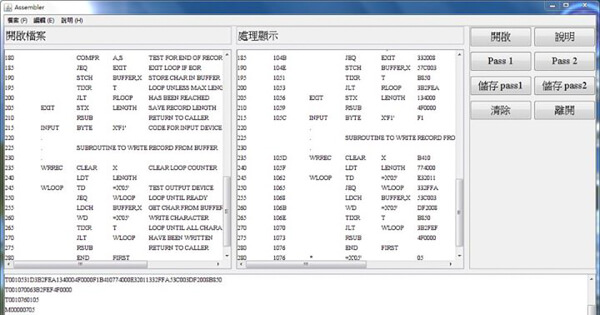 Assembler
檔案 (F) 編輯 (E) 說明 (H)
開啟檔案
處理顯示
開啟 說明
Pass 1 Pass 2
儲存 pass1 儲存 pass2
清除 離開
180 COMPR A,S TEST FOR END OF RECOR
185 JEQ EXIT EXIT LOOP IF EOR
190 STCH BUFFER,X STORE CHAR IN BUFFER
195 TIXR T LOOP UNLESS MAX LENG
200 JLT RLOOP HAS BEEN REACHED
205 EXIT STX LENGTH SAVE RECORD LENGTH
210 RSUB RETURN TO CALLER
215 INPUT BYTE X'F1' CODE FOR INPUT DEVICE
220 .
225 . SUBROUTINE TO WRITE RECORD FROM BUFFER
230 .
235 WRREC CLEAR X CLEAR LOOP COUNTER
240 LDT LENGTH
245 WLOOP TD =X'05' TEST OUTPUT DEVICE
250 JEQ WLOOP LOOP UNTIL READY
255 LDCH BUFFER,X GET CHAR FROM BUFFER
260 WD =X'05' WRITE CHARACTER
265 TIXR T LOOP UNTIL ALL CHARA
270 JLT WLOOP HAVE BEEN WRITTEN
275 RSUB RETURN TO CALLER
280 END FIRST
185 104B JEQ EXIT 332008
190 104E STCH BUFFER,X 57C003
195 1051 TIXR T B850
200 1053 JLT RLOOP 3B2FEA
205 1056 EXIT STX LENGTH 134000
210 1059 RSUB 4F0000
215 105C INPUT BYTE X'F1' F1
220 .
225 . SUBROUTINE TO WRITE RECORD FRO
230 .
235 105D WRREC CLEAR X B410
240 105F LDT LENGTH 774000
245 1062 WLOOP TD =X'05' E32011
250 1065 JEQ WLOOP 332FFA
255 1068 LDCH BUFFER,X 53C003
260 106B WD =X'05' DF2008
265 106E TIXR T B850
270 1070 JLT WLOOP 3B2FEF
275 1073 RSUB 4F0000
280 1076 END FIRST
280 1076 * =X'05' 05
T0010531D3B2FEA1340004F0000F1B410774000E32011332FFA53C003DF2008B850
T001070063B2FEF4F0000
T0010760105
M00000705